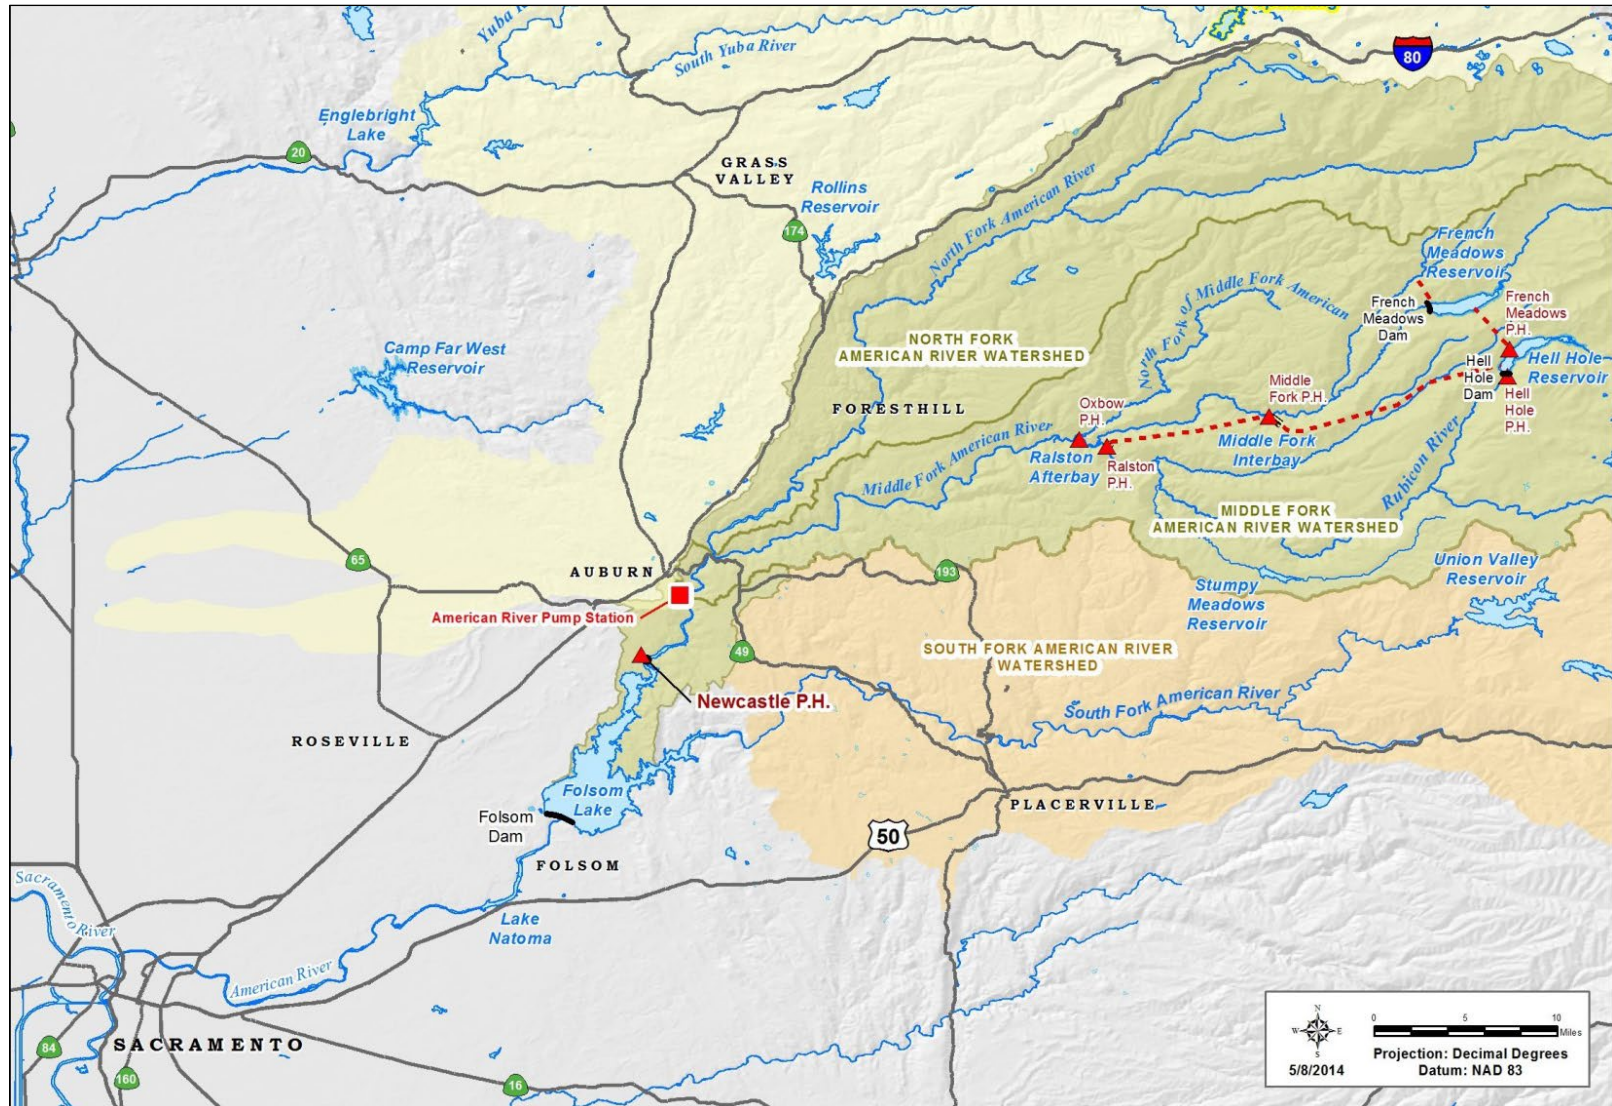 Yuba R
South Yuba River
80
Englebright
Lake
20
GRASS
VALLEY
Rollins
Reservoir
174
North Fork American River
French
Meadows
Reservoir
North Fork of Middle Fork American
French
Meadows
Dam
French
Meadows
P.H.
Camp Far West
Reservoir
NORTH FORK
AMERICAN RIVER WATERSHED
Hell
Hole
Dam
Hell Hole
Reservoir
Hell
Hole
P.H.
Middle
Fork P.H.
FORESTHILL
Oxbow
P.H.
Middle Fork American River
Ralston
Afterbay
Ralston
P.H.
Middle Fork
Interbay
Rubicon River
MIDDLE FORK
AMERICAN RIVER WATERSHED
65
AUBURN
193
Union Valley
Reservoir
Stumpy
Meadows
Reservoir
American River Pump Station
49
SOUTH FORK AMERICAN RIVER
WATERSHED
Newcastle P.H.
South Fork American River
ROSEVILLE
Folsom
Lake
PLACERVILLE
Folsom
Dam
50
FOLSOM
Sacramento River
Lake
Natoma
American River
SACRAMENTO
84
160
16
N
W E
S
0 5 10
Miles
Projection: Decimal Degrees
Datum: NAD 83
5/8/2014